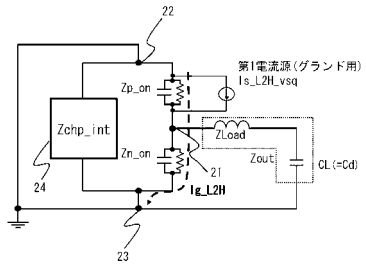 22
第1電流源(グランド用)
Is_L2H_vsq
Zp_on
Zchp_int
Zn_on
ZLoad
Zout
CL(=Cd)
21
24
Ig_L2H
23